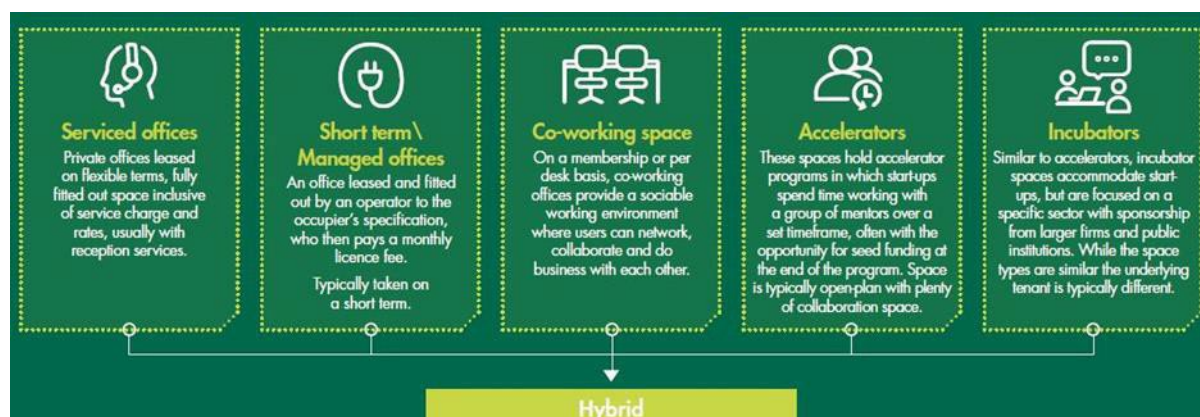 Serviced offices
Private offices leased
on flexible terms, fully
fitted out space inclusive
of service charge and
rates, usually with
reception services.
Short term\
Managed offices
An office leased and fitted
out by an operator to the
occupier's specification,
who then pays a monthly
licence fee.
Typically taken on
a short term.
Co-working space
On a membership or per
desk basis, co-working
offices provide a sociable
working environment
where users can network,
collaborate and do
business with each other.
Accelerators
These spaces hold accelerator
programs in which start-ups
spend time working with
a group of mentors over a
set timeframe, often with the
opportunity for seed funding at
the end of the program. Space
is typically open-plan with plenty
of collaboration space.
Incubators
Similar to accelerators, incubator
spaces accommodate start-
ups, but are focused on a
specific sector with sponsorship
from larger firms and public
institutions. While the space
types are similar the underlying
tenant is typically different.
Hybrid